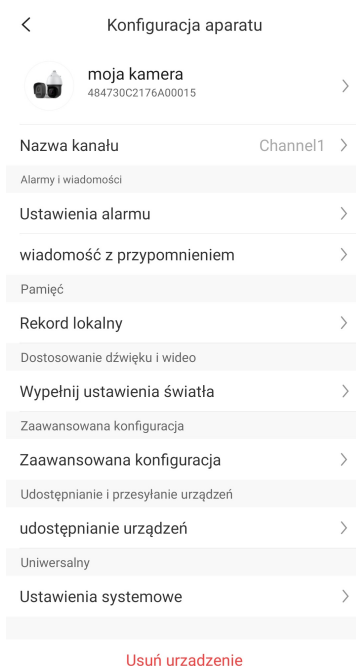 Konfiguracja aparatu
moja kamera
484730C2176A00015
Nazwa kanału Channel1
Alarmy i wiadomości
Ustawienia alarmu
wiadomość z przypomnieniem
Pamięć
Rekord lokalny
Dostosowanie dźwięku i wideo
Wypełnij ustawienia światła
Zaawansowana konfiguracja
Zaawansowana konfiguracja
Udostępnianie i przesyłanie urządzeń
udostępnianie urządzeń
Uniwersalny
Ustawienia systemowe
Usuń urzadzenie